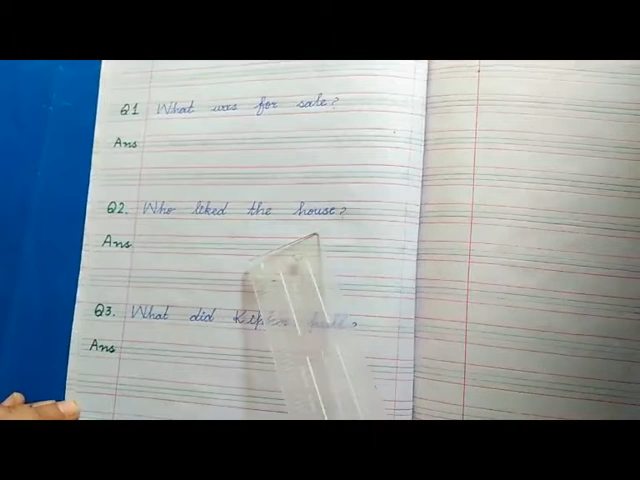 Q1 What was for sale?
Ans
Q2. Who liked the house?
Ans
Q3. What did
Ans